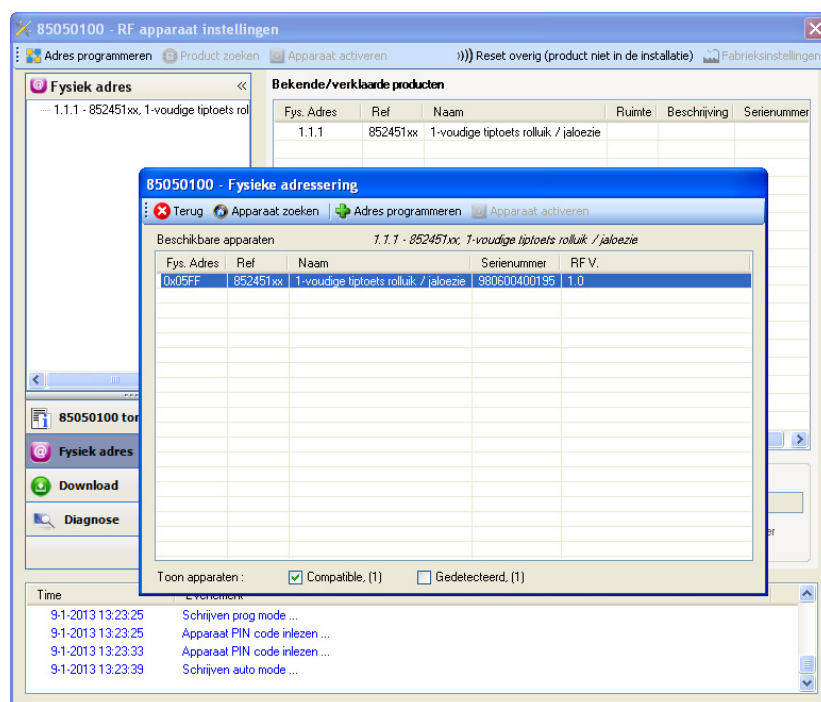 85050100 - RF apparaat instellingen
Adres programmeren Product zoeken Apparaat activeren ))) Reset overig (product niet in de installatie) Fabrieksinstellingen
Fysiek adres «
1.1.1 - 852451xx, 1-voudige tiptoets rol
Bekende/verklaarde producten
Fys. Adres Ref Naam Ruimte Beschrijving Serienummer
1.1.1 852451xx 1-voudige tiptoets rolluik / jaloezie
85050100 - Fysieke adressering
Terug Apparaat zoeken Adres programmeren Apparaat activeren
Beschikbare apparaten 1.1.1 - 852451xx, 1-voudige tiptoets rolluik / jaloezie
Fys. Adres Ref Naam Serienummer RF V.
0x05FF 852451xx 1-voudige tiptoets rolluik / jaloezie 980600400195 1.0
Toon apparaten : Compatible, (1) Gedetecteerd, (1)
85050100 tor
Fysiek adres
Download
Diagnose
er
Time Evenement
9-1-2013 13:23:25 Schrijven prog mode ...
9-1-2013 13:23:25 Apparaat PIN code inlezen ...
9-1-2013 13:23:33 Apparaat PIN code inlezen ...
9-1-2013 13:23:39 Schrijven auto mode ...